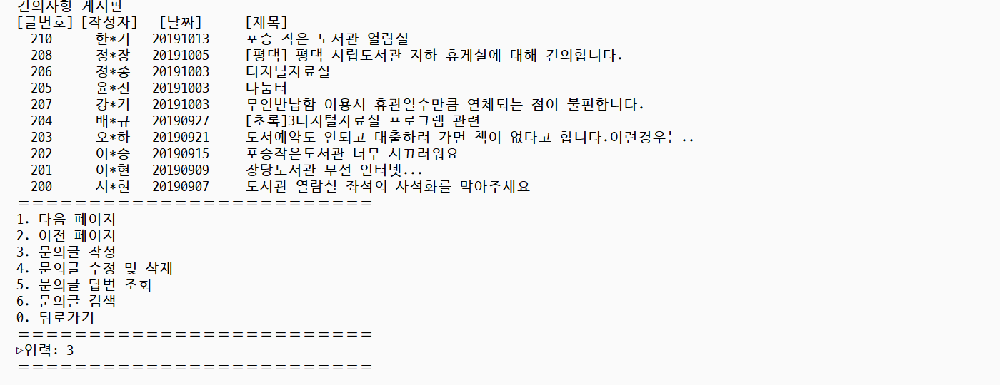 건의사항 게시판
[글번호] [작성자] [날짜] [제목]
210 한*기 20191013 포승 작은 도서관 열람실
208 정*장 20191005 [평택] 평택 시립도서관 지하 휴게실에 대해 건의합니다.
206 정*종 20191003 디지털자료실
205 윤*진 20191003 나눔터
207 강*기 20191003 무인반납함 이용시 휴관일수만큼 연체되는 점이 불편합니다.
204 배*규 20190927 [초록]3디지털자료실 프로그램 관련
203 오*하 20190921 도서예약도 안되고 대출하러 가면 책이 없다고 합니다.이런경우는..
202 이*승 20190915 포승작은도서관 너무 시끄러워요
201 이*현 20190909 장당도서관 무선 인터넷...
200 서*현 20190907 도서관 열람실 좌석의 사석화를 막아주세요
=========================
1. 다음 페이지
2. 이전 페이지
3. 문의글 작성
4. 문의글 수정 및 삭제
5. 문의글 답변 조회
6. 문의글 검색
0. 뒤로가기
=========================
▷입력: 3
=========================